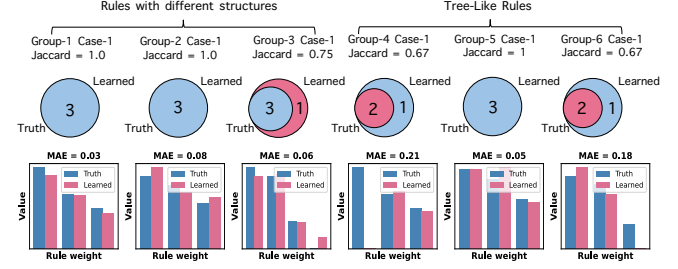 Rules with different structures
Tree-Like Rules
Group-1 Case-1
Jaccard = 1.0
Group-2 Case-1
Jaccard = 1.0
Group-3 Case-1
Jaccard = 0.75
Group-4 Case-1
Jaccard = 0.67
Group-5 Case-1
Jaccard = 1
Group-6 Case-1
Jaccard = 0.67
Learned
3
Truth
Learned
3
Truth
Learned
3 1
Truth
Learned
2 1
Truth
Learned
3
Truth
Learned
2 1
Truth
MAE = 0.03
Truth
Learned
Value
Rule weight
MAE = 0.08
Truth
Learned
Value
Rule weight
MAE = 0.06
Truth
Learned
Value
Rule weight
MAE = 0.21
Truth
Learned
Value
Rule weight
MAE = 0.05
Truth
Learned
Value
Rule weight
MAE = 0.18
Truth
Learned
Value
Rule weight